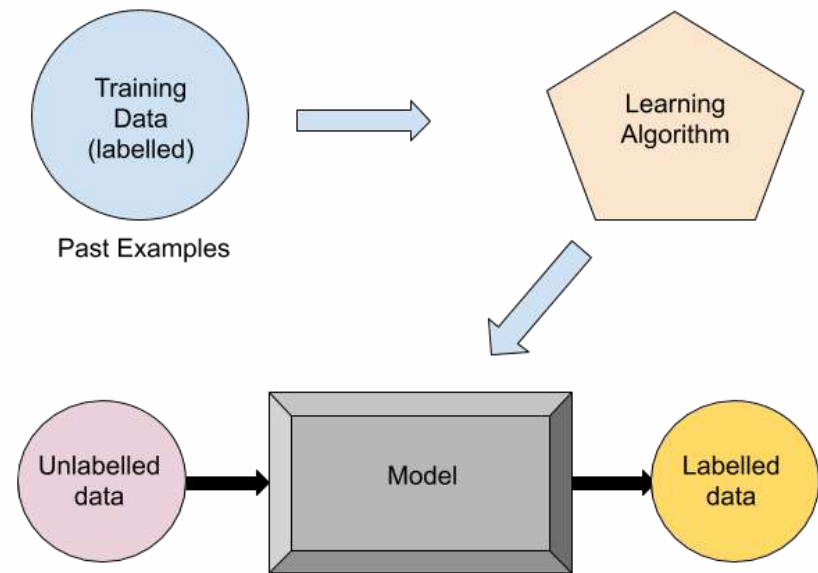 Training
Data
(labelled)
Learning
Algorithm
Past Examples
Unlabelled
data
Model
Labelled
data